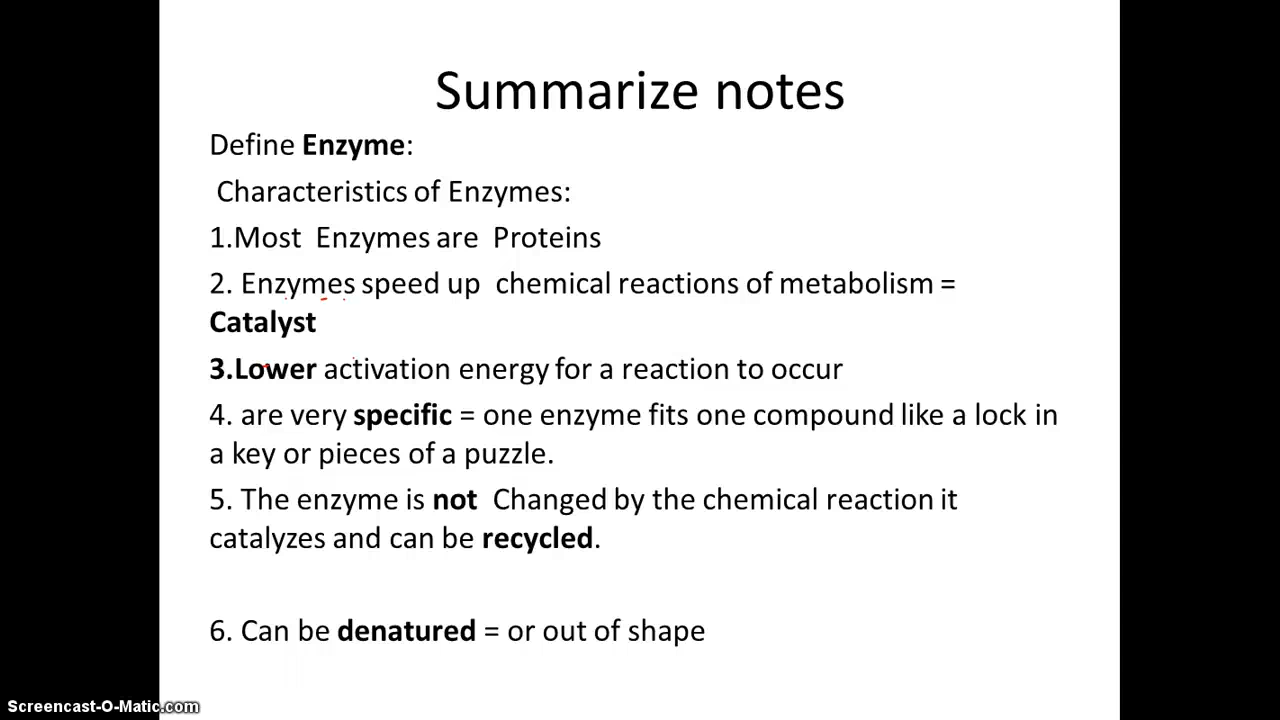 Summarize notes
Define Enzyme:
Characteristics of Enzymes:
1.Most Enzymes are Proteins
2. Enzymes speed up chemical reactions of metabolism =
Catalyst
3.Lower activation energy for a reaction to occur
4. are very specific = one enzyme fits one compound like a lock in
a key or pieces of a puzzle.
5. The enzyme is not Changed by the chemical reaction it
catalyzes and can be recycled.
6. Can be denatured = or out of shape
Screencast-O-Matic.com